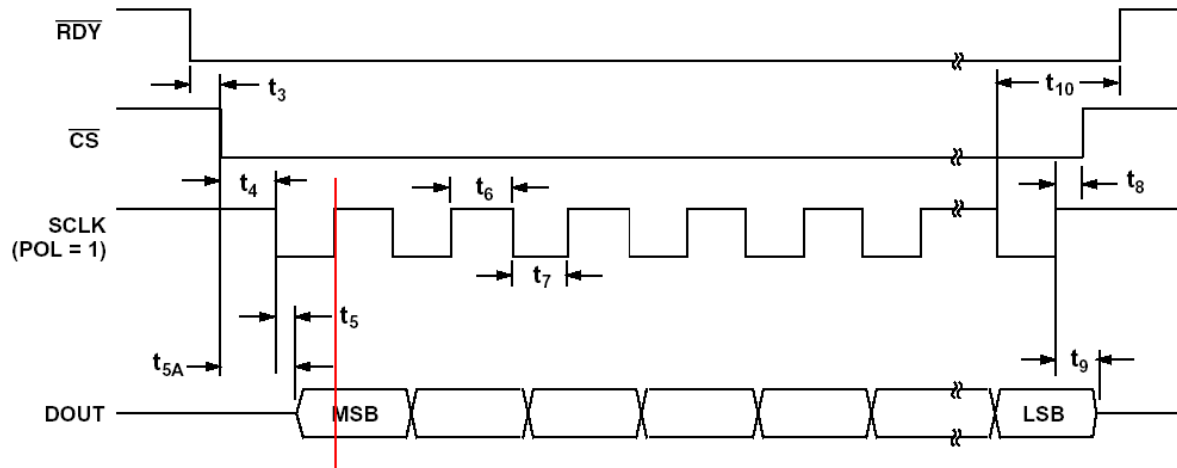 RDY
t3
t10
CS
t4
t6
t8
SCLK
(POL = 1)
t7
t5
t5A
t9
DOUT
MSB
LSB